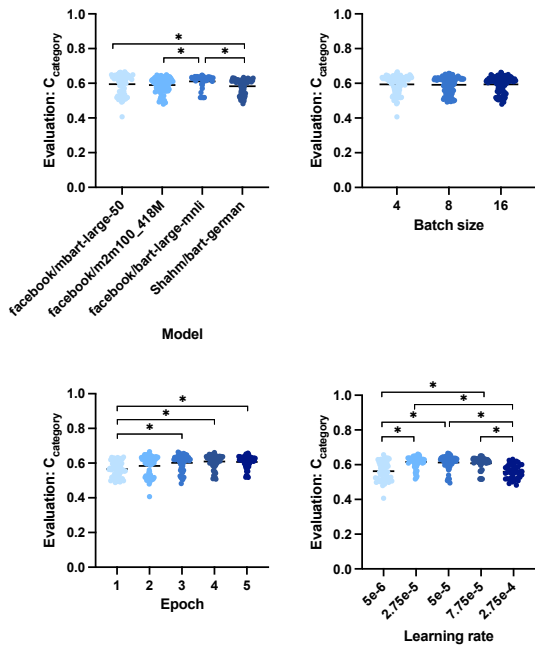 Evaluation: Ccategory
1.0
0.8
0.6
0.4
0.2
0.0
* * *
facebook/mbart-large-50
facebook/m2m100_418M
facebook/bart-large-mnli
Shahm/bart-german
Model
Evaluation: Ccategory
1.0
0.8
0.6
0.4
0.2
0.0
4 8 16
Batch size
Evaluation: Ccategory
1.0
0.8
0.6
0.4
0.2
0.0
* * *
1 2 3 4 5
Epoch
Evaluation: Ccategory
1.0
0.8
0.6
0.4
0.2
0.0
* * * * * *
5e-6
2.75e-5
5e-5
7.75e-5
2.75e-4
Learning rate